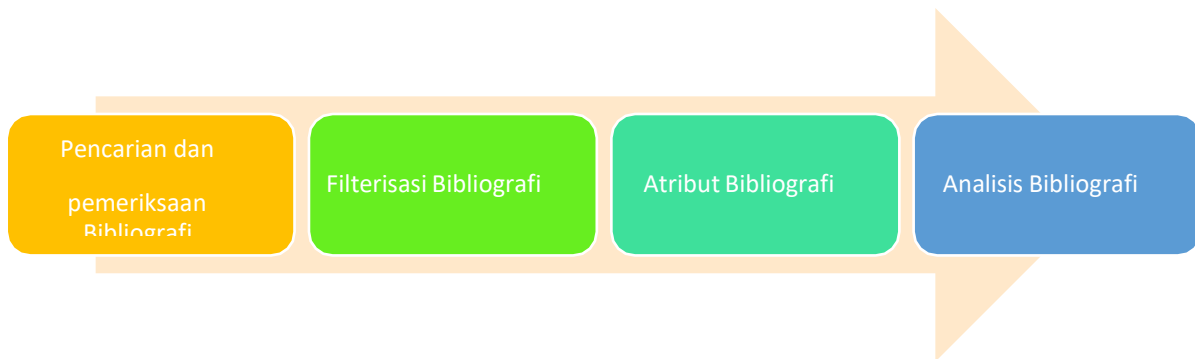 Pencarian dan
pemeriksaan
Bibliografi
Filterisasi Bibliografi
Atribut Bibliografi
Analisis Bibliografi